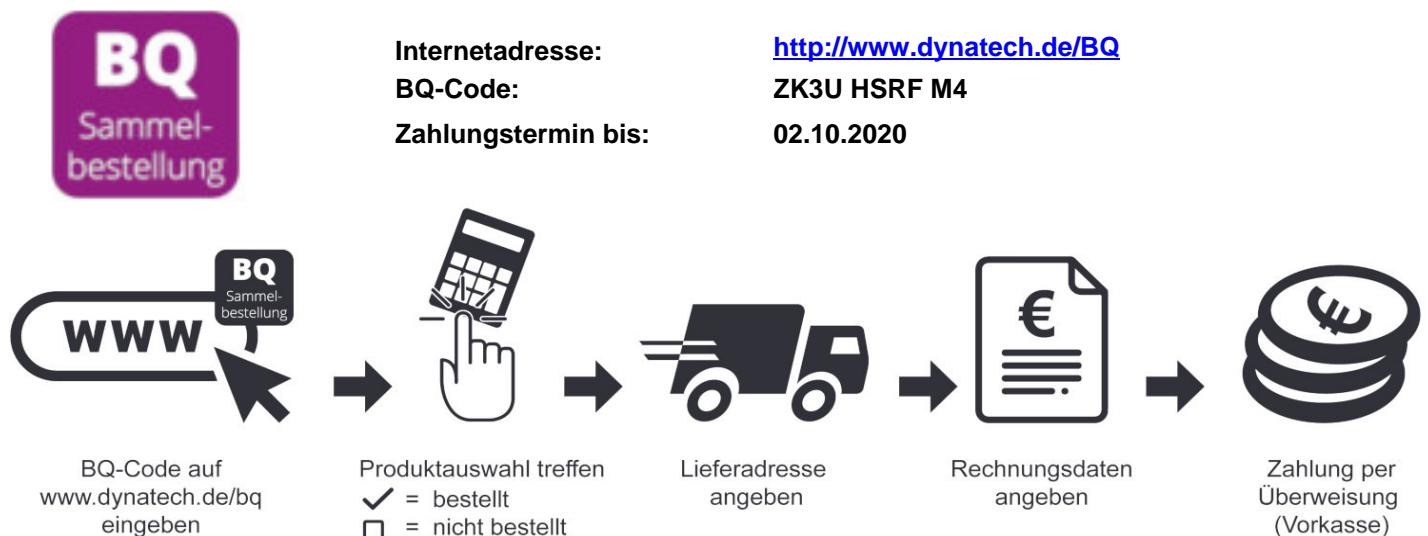 BQ
Sammel-
bestellung
Internetadresse: http://www.dynatech.de/BQ
BQ-Code: ZK3U HSRF M4
Zahlungstermin bis: 02.10.2020
www
BQ
Sammel-
bestellung
€
€
BQ-Code auf
www.dynatech.de/bq
eingeben
Produktauswahl treffen
✓ = bestellt
☐ = nicht bestellt
Lieferadresse
angeben
Rechnungsdaten
angeben
Zahlung per
Überweisung
(Vorkasse)